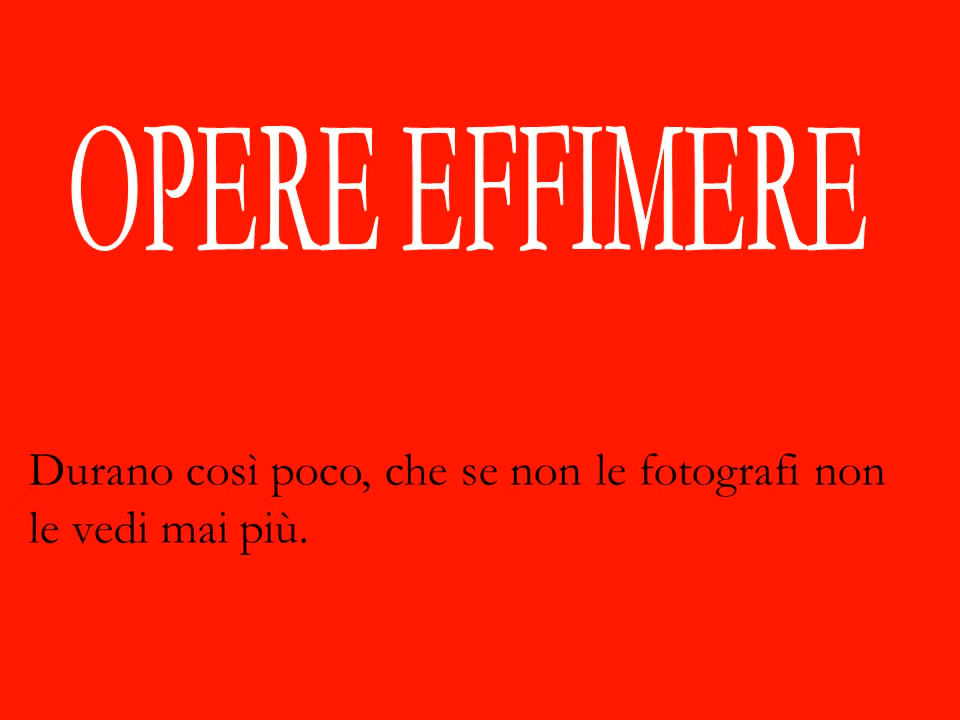 OPERE EFFIMERE
Durano così poco, che se non le fotografi non
le vedi mai più.